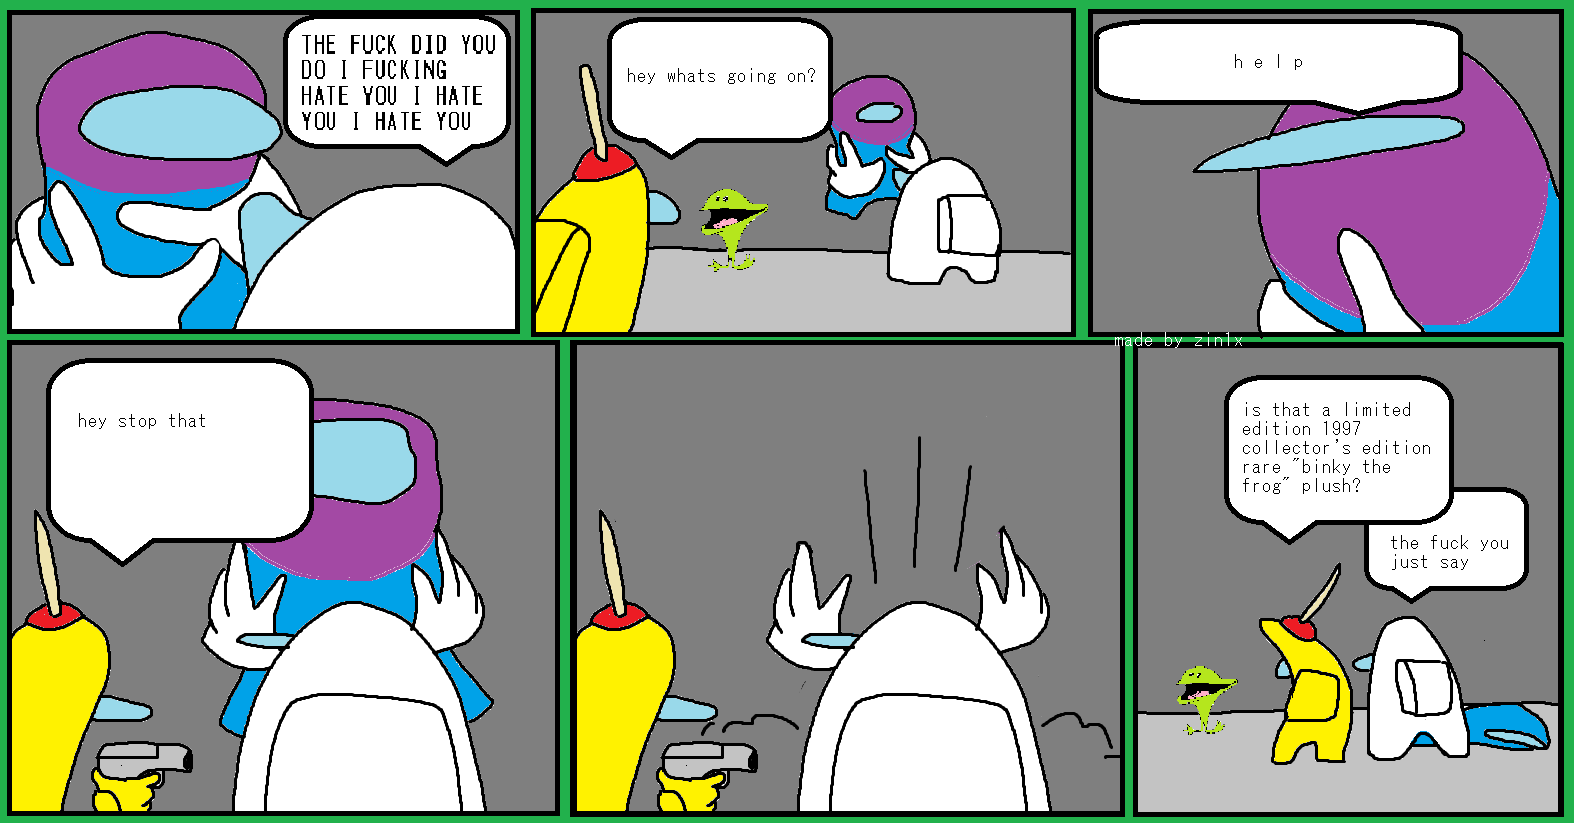 THE FUCK DID YOU
DO I FUCKING
HATE YOU I HATE
YOU I HATE YOU
hey whats going on?
h e l p
made by zin1x
hey stop that
is that a limited
edition 1997
collector's edition
rare "binky the
frog" plush?
the fuck you
just say